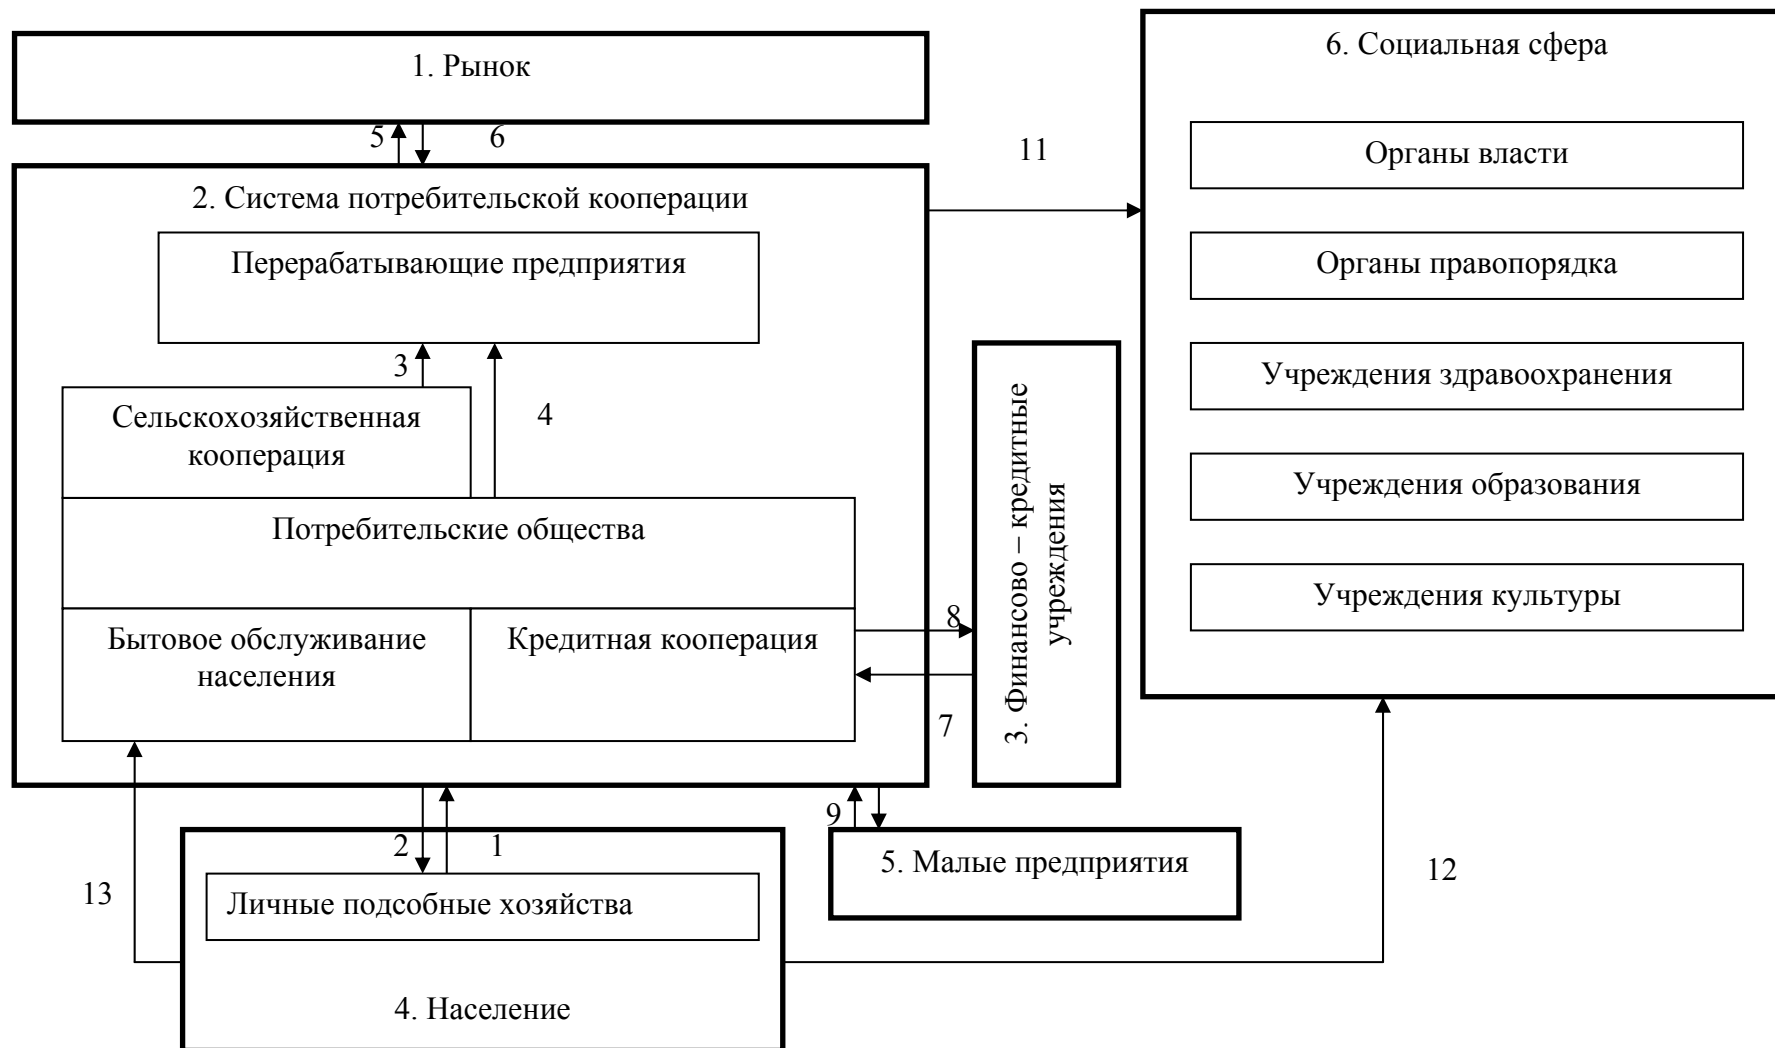 1. Рынок
6. Социальная сфера
5
6
11
Органы власти
2. Система потребительской кооперации
Перерабатывающие предприятия
Органы правопорядка
3
Сельскохозяйственная
кооперация
4
Учреждения здравоохранения
3. Финансово – кредитные
учреждения
Учреждения образования
Потребительские общества
Учреждения культуры
8
Бытовое обслуживание
населения
Кредитная кооперация
7
9
2
1
5. Малые предприятия
12
13
Личные подсобные хозяйства
4. Население